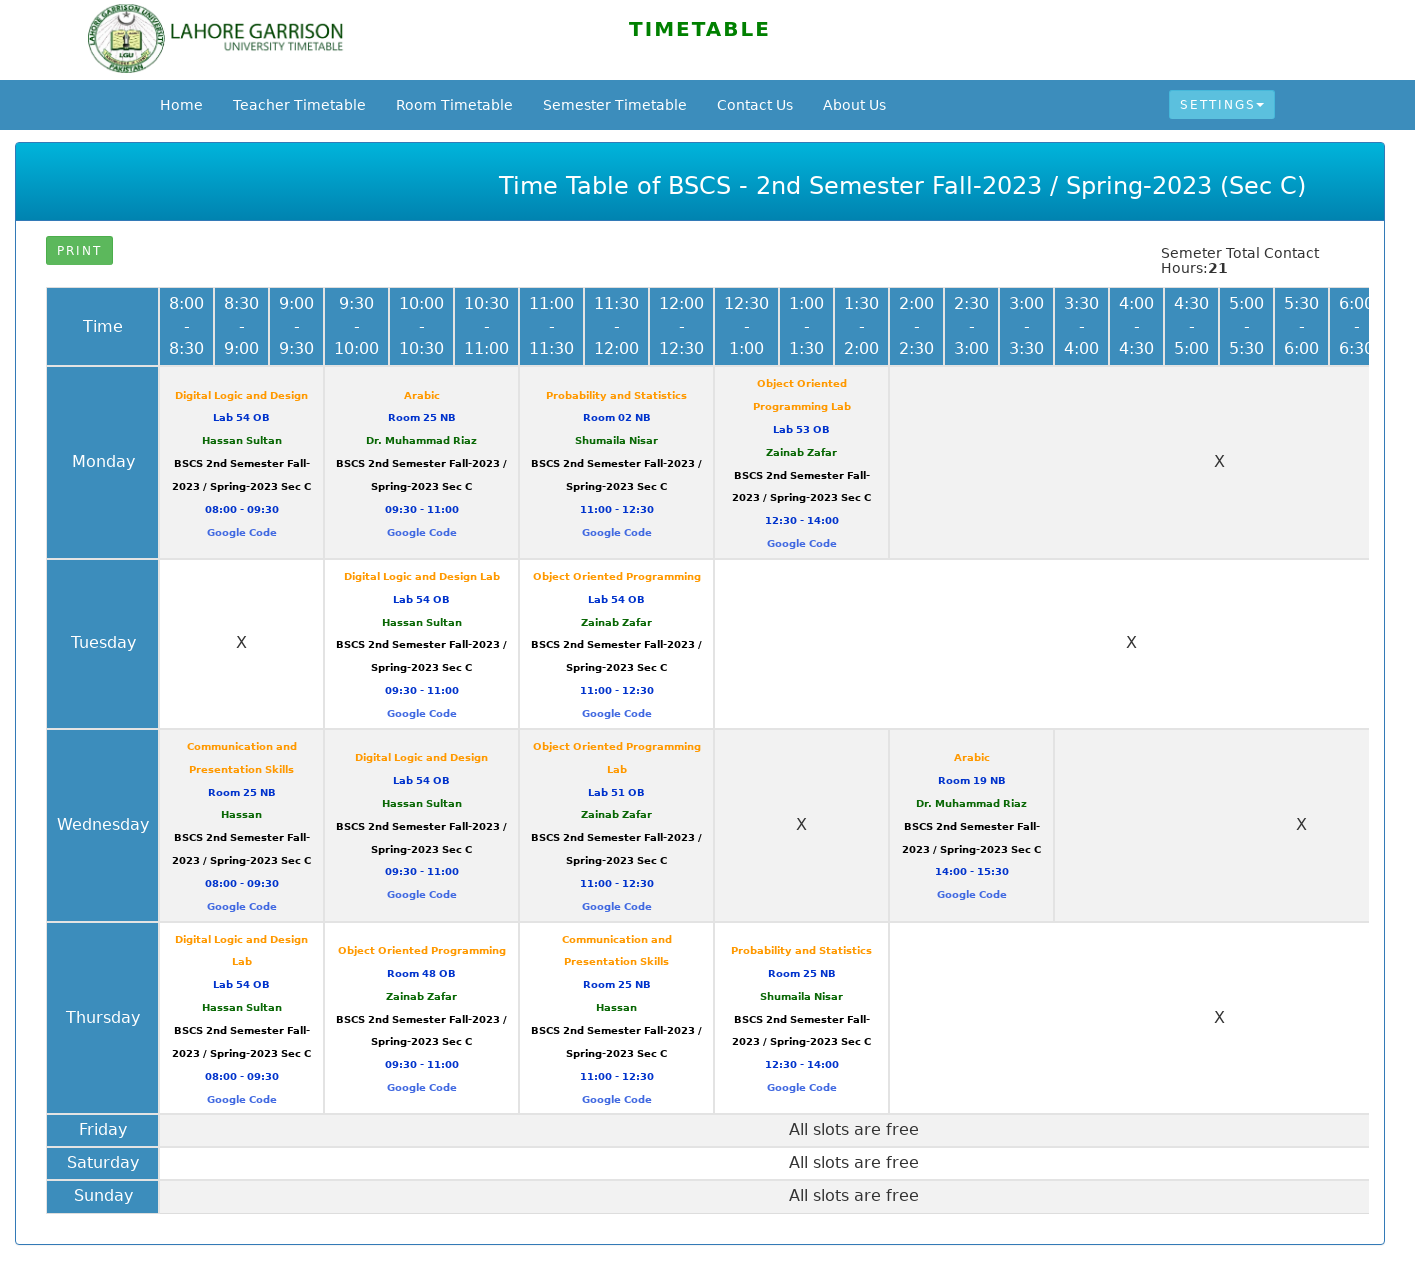 LAHORE GARRISON
UNIVERSITY TIMETABLE
TIMETABLE
Home Teacher Timetable Room Timetable Semester Timetable Contact Us About Us SETTINGS
Time Table of BSCS - 2nd Semester Fall-2023 / Spring-2023 (Sec C)
PRINT
Semeter Total Contact
Hours:21
Time
8:00
-
8:30
8:30
-
9:00
9:00
-
9:30
9:30
-
10:00
10:00
-
10:30
10:30
-
11:00
11:00
-
11:30
11:30
-
12:00
12:00
-
12:30
12:30
-
1:00
1:00
-
1:30
1:30
-
2:00
2:00
-
2:30
2:30
-
3:00
3:00
-
3:30
3:30
-
4:00
4:00
-
4:30
4:30
-
5:00
5:00
-
5:30
5:30
-
6:00
6:00
-
6:30
Monday
Digital Logic and Design
Lab 54 OB
Hassan Sultan
BSCS 2nd Semester Fall-
2023 / Spring-2023 Sec C
08:00 - 09:30
Google Code
Arabic
Room 25 NB
Dr. Muhammad Riaz
BSCS 2nd Semester Fall-2023 /
Spring-2023 Sec C
09:30 - 11:00
Google Code
Probability and Statistics
Room 02 NB
Shumaila Nisar
BSCS 2nd Semester Fall-2023 /
Spring-2023 Sec C
11:00 - 12:30
Google Code
Object Oriented
Programming Lab
Lab 53 OB
Zainab Zafar
BSCS 2nd Semester Fall-
2023 / Spring-2023 Sec C
12:30 - 14:00
Google Code
X
Tuesday
X
Digital Logic and Design Lab
Lab 54 OB
Hassan Sultan
BSCS 2nd Semester Fall-2023 /
Spring-2023 Sec C
09:30 - 11:00
Google Code
Object Oriented Programming
Lab 54 OB
Zainab Zafar
BSCS 2nd Semester Fall-2023 /
Spring-2023 Sec C
11:00 - 12:30
Google Code
X
Wednesday
Communication and
Presentation Skills
Room 25 NB
Hassan
BSCS 2nd Semester Fall-
2023 / Spring-2023 Sec C
08:00 - 09:30
Google Code
Digital Logic and Design
Lab 54 OB
Hassan Sultan
BSCS 2nd Semester Fall-2023 /
Spring-2023 Sec C
09:30 - 11:00
Google Code
Object Oriented Programming
Lab
Lab 51 OB
Zainab Zafar
BSCS 2nd Semester Fall-2023 /
Spring-2023 Sec C
11:00 - 12:30
Google Code
X
Arabic
Room 19 NB
Dr. Muhammad Riaz
BSCS 2nd Semester Fall-
2023 / Spring-2023 Sec C
14:00 - 15:30
Google Code
X
Thursday
Digital Logic and Design
Lab
Lab 54 OB
Hassan Sultan
BSCS 2nd Semester Fall-
2023 / Spring-2023 Sec C
08:00 - 09:30
Google Code
Object Oriented Programming
Room 48 OB
Zainab Zafar
BSCS 2nd Semester Fall-2023 /
Spring-2023 Sec C
09:30 - 11:00
Google Code
Communication and
Presentation Skills
Room 25 NB
Hassan
BSCS 2nd Semester Fall-2023 /
Spring-2023 Sec C
11:00 - 12:30
Google Code
Probability and Statistics
Room 25 NB
Shumaila Nisar
BSCS 2nd Semester Fall-
2023 / Spring-2023 Sec C
12:30 - 14:00
Google Code
X
Friday
All slots are free
Saturday
All slots are free
Sunday
All slots are free